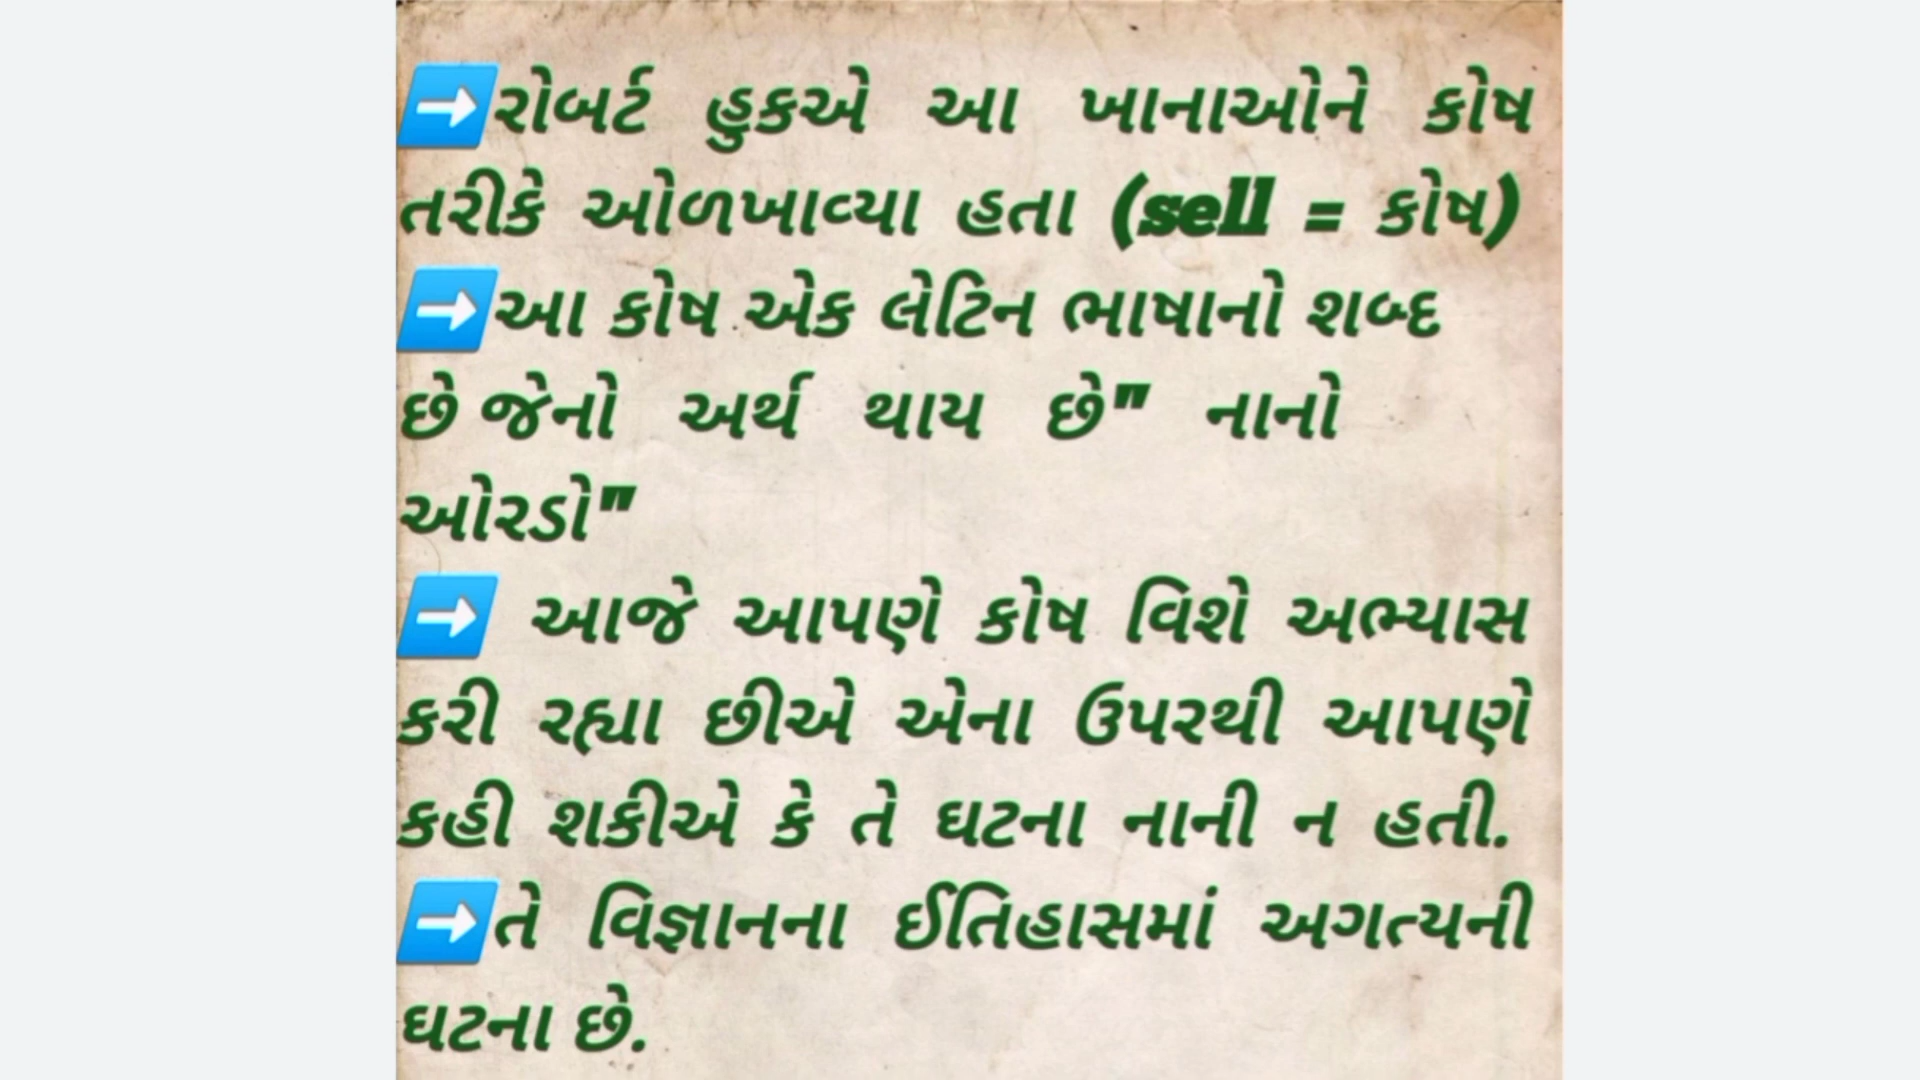 ➡️રોબર્ટ હુકએ આ ખાનાઓને કોષ
તરીકે ઓળખાવ્યા હતા (sell = કોષ)
➡️આ કોષ એક લેટિન ભાષાનો શબ્દ
છે જેનો અર્થ થાય છે" નાનો
ઓરડો"
➡️ આજે આપણે કોષ વિશે અભ્યાસ
કરી રહ્યા છીએ એના ઉપરથી આપણે
કહી શકીએ કે તે ઘટના નાની ન હતી.
➡️તે વિજ્ઞાનના ઈતિહાસમાં અગત્યની
ઘટના છે.